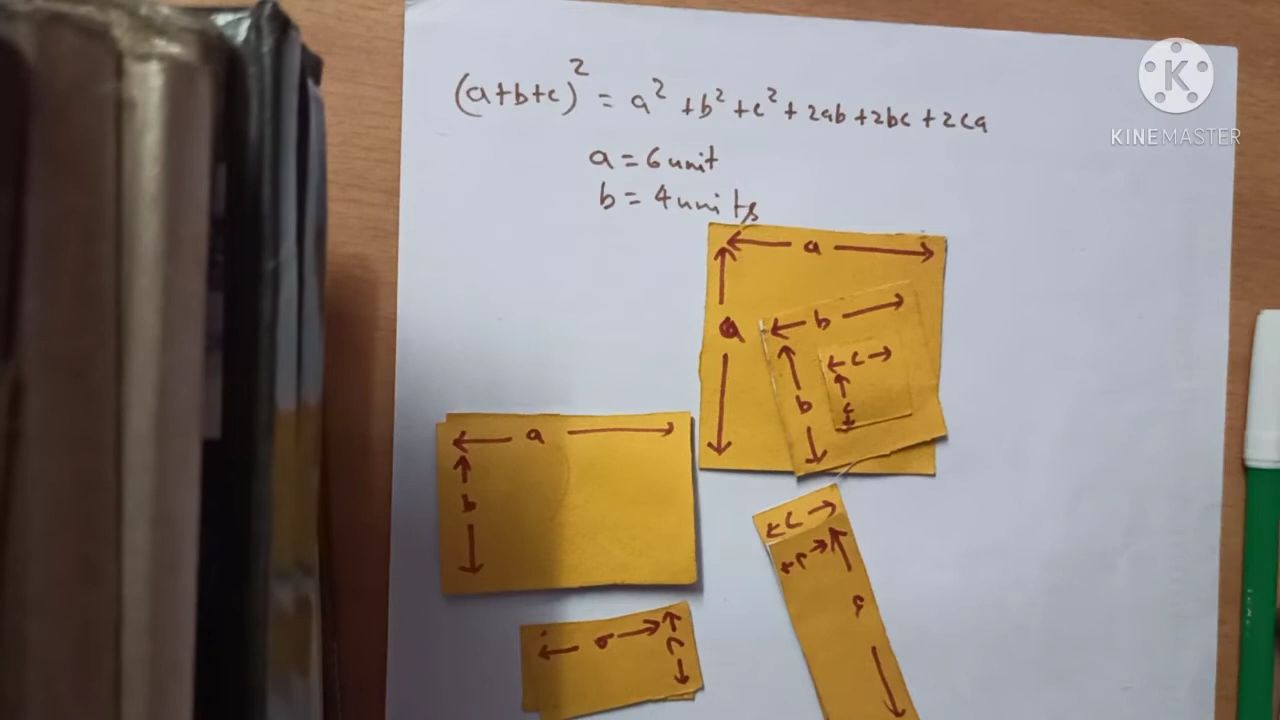 (a+b+c)² = a² + b² + c² + 2ab + 2bc + 2ca
a = 6 unit
b = 4 units
K
KINEMASTER
a
a
b
b
c
c
a
b
c
c
a
b
c